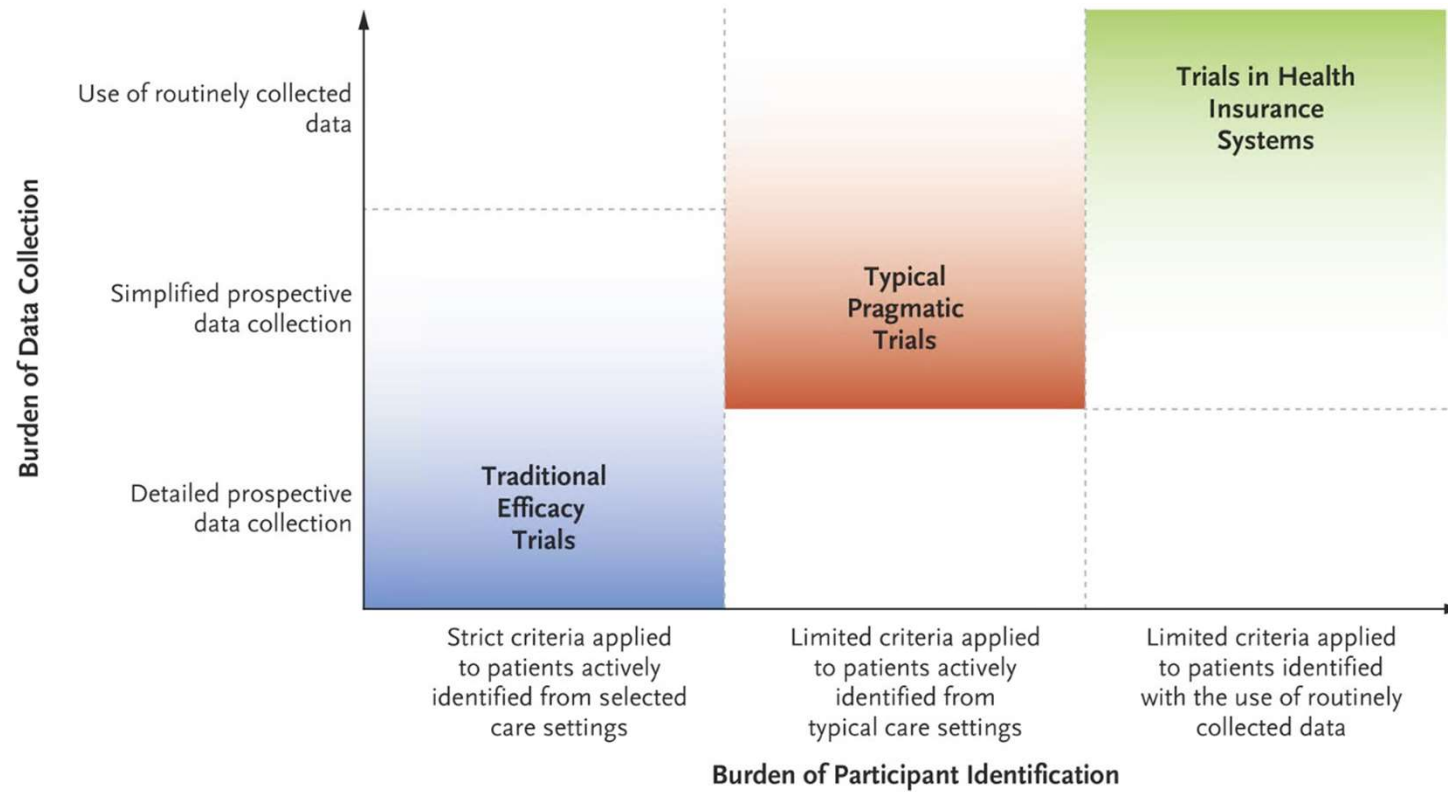 Burden of Data Collection
Use of routinely collected
data
Simplified prospective
data collection
Detailed prospective
data collection
Trials in Health
Insurance
Systems
Typical
Pragmatic
Trials
Traditional
Efficacy
Trials
Strict criteria applied
to patients actively
identified from selected
care settings
Limited criteria applied
to patients actively
identified from
typical care settings
Limited criteria applied
to patients identified
with the use of routinely
collected data
Burden of Participant Identification